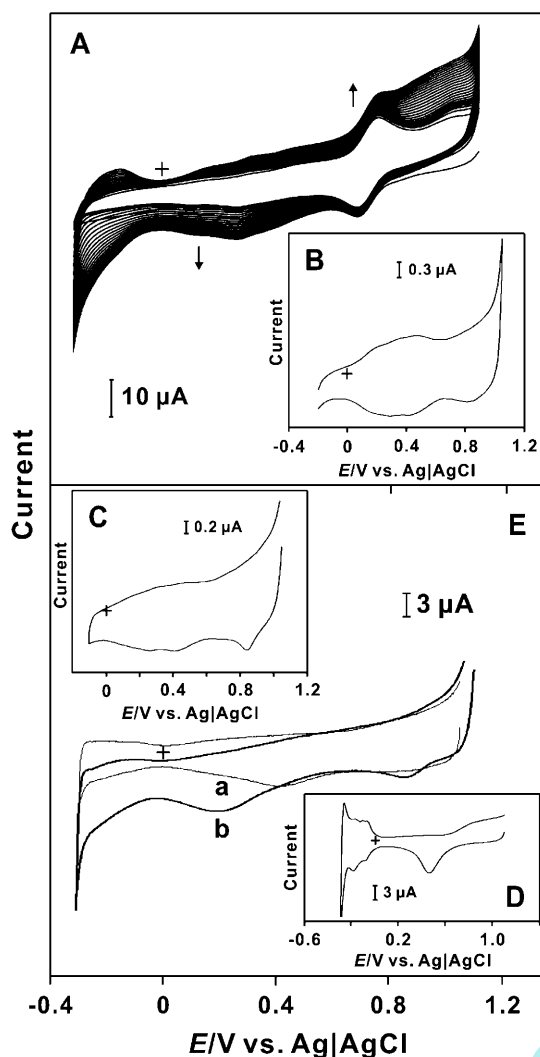 A
+
B
0.3 µA
Current
+
-0.4 0 0.4 0.8 1.2
E/V vs. Ag|AgCl
10 µA
Current
C
0.2 µA
Current
+
0 0.4 0.8 1.2
E/V vs. Ag|AgCl
E
3 µA
+
a
b
Current
+
3 µA
D
-0.6 0.2 1.0
E/V vs. Ag|AgCl
-0.4 0 0.4 0.8 1.2
E/V vs. Ag|AgCl